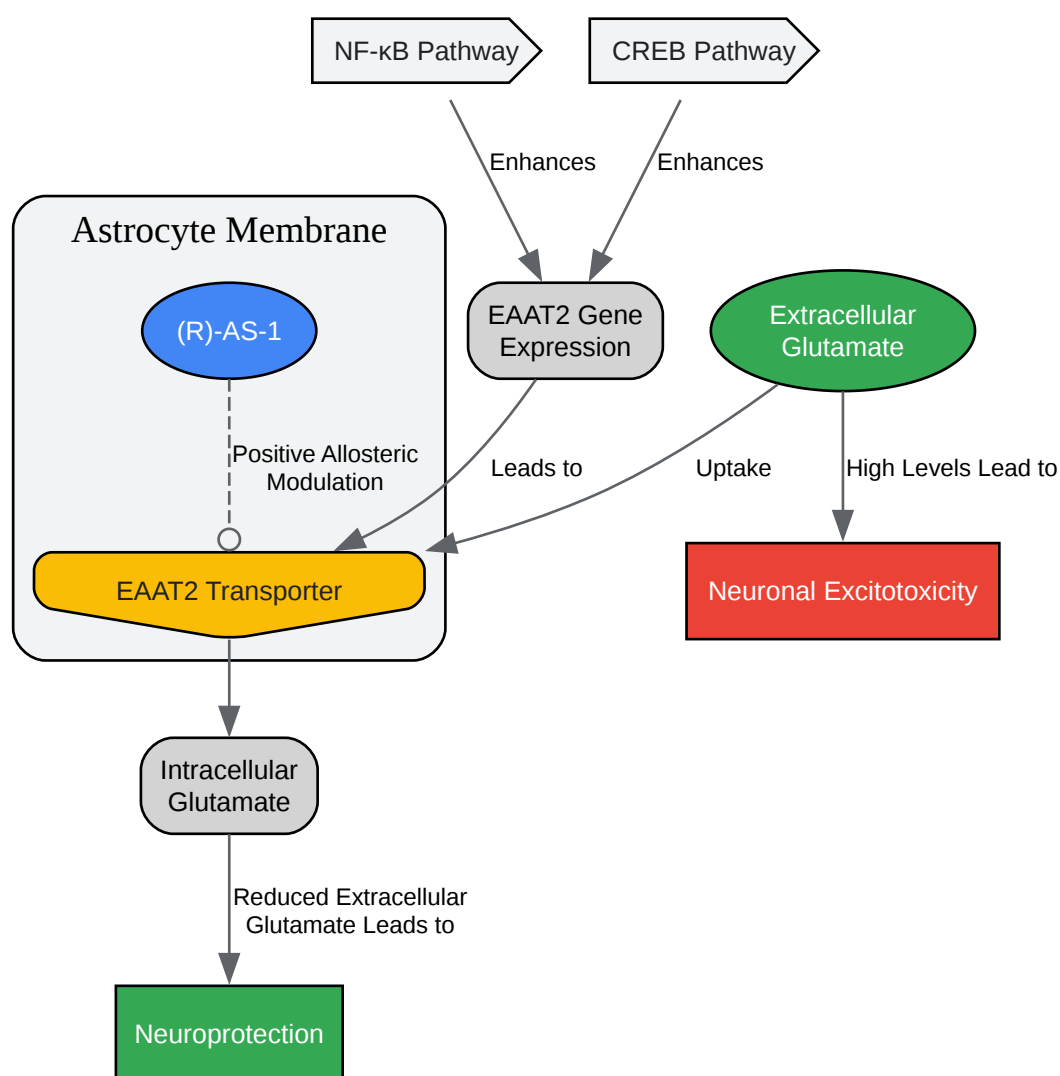 NF-κB Pathway
CREB Pathway
Enhances
Enhances
Astrocyte Membrane
(R)-AS-1
EAAT2 Gene
Expression
Extracellular
Glutamate
Positive Allosteric
Modulation
Leads to
Uptake
High Levels Lead to
EAAT2 Transporter
Neuronal Excitotoxicity
Intracellular
Glutamate
Reduced Extracellular
Glutamate Leads to
Neuroprotection